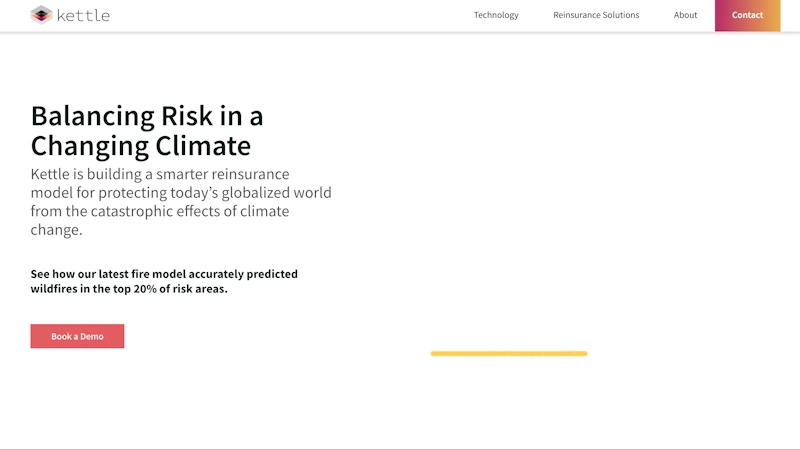 kettle
Technology
Reinsurance Solutions
About
Contact
Balancing Risk in a
Changing Climate
Kettle is building a smarter reinsurance
model for protecting today’s globalized world
from the catastrophic effects of climate
change.
See how our latest fire model accurately predicted
wildfires in the top 20% of risk areas.
Book a Demo